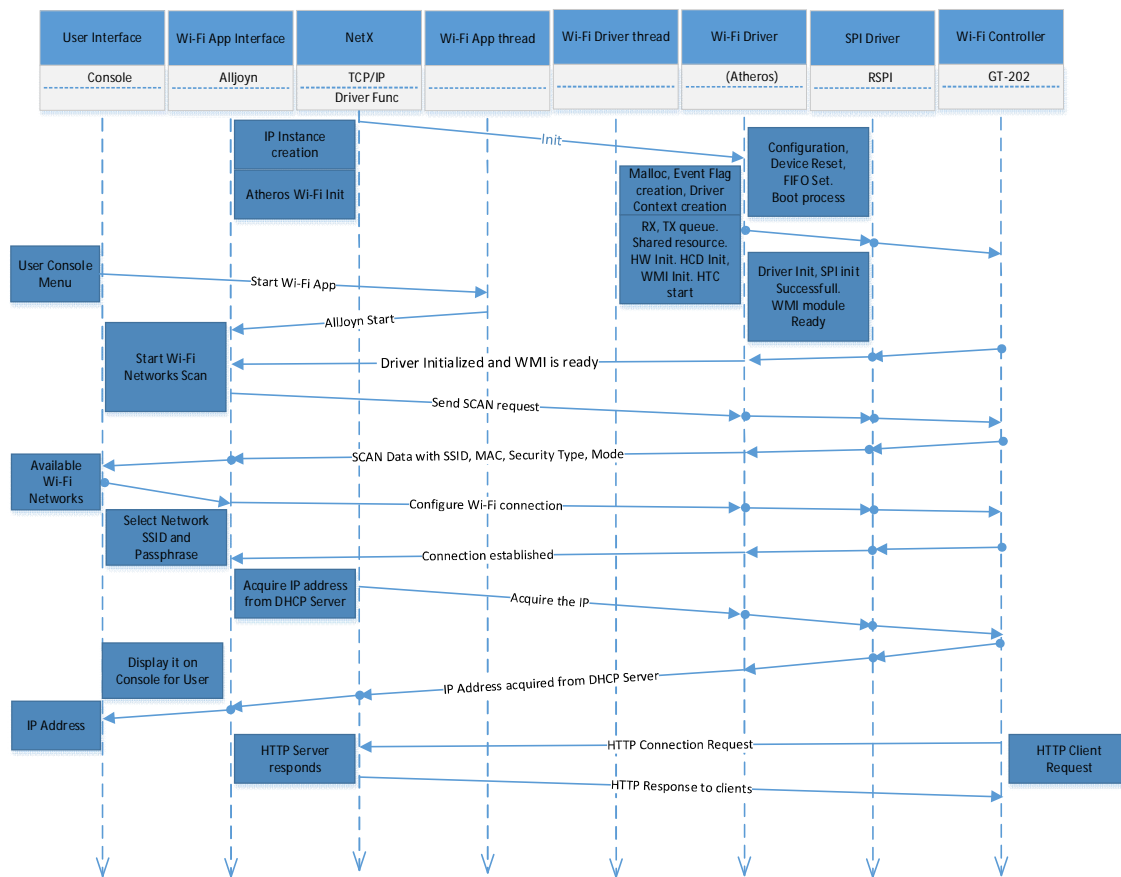 User Interface
Wi-Fi App Interface
NetX
Wi-Fi App thread
Wi-Fi Driver thread
Wi-Fi Driver
SPI Driver
Wi-Fi Controller
Console
Alljoyn
TCP/IP
(Atheros)
RSPI
GT-202
Driver Func
IP Instance
creation
Atheros Wi-Fi Init
Init
Configuration,
Device Reset,
FIFO Set.
Boot process
Malloc, Event Flag
creation, Driver
Context creation
RX, TX queue.
Shared resource.
HW Init. HCD Init,
WMI Init. HTC
start
User Console
Menu
Start Wi-Fi App
Driver Init, SPI init
Successfull.
WMI module
Ready
AllJoyn Start
Start Wi-Fi
Networks Scan
Driver Initialized and WMI is ready
Send SCAN request
SCAN Data with SSID, MAC, Security Type, Mode
Available
Wi-Fi
Networks
Configure Wi-Fi connection
Select Network
SSID and
Passphrase
Connection established
Acquire IP address
from DHCP Server
Acquire the IP
Display it on
Console for User
IP Address acquired from DHCP Server
IP Address
HTTP Server
responds
HTTP Connection Request
HTTP Client
Request
HTTP Response to clients